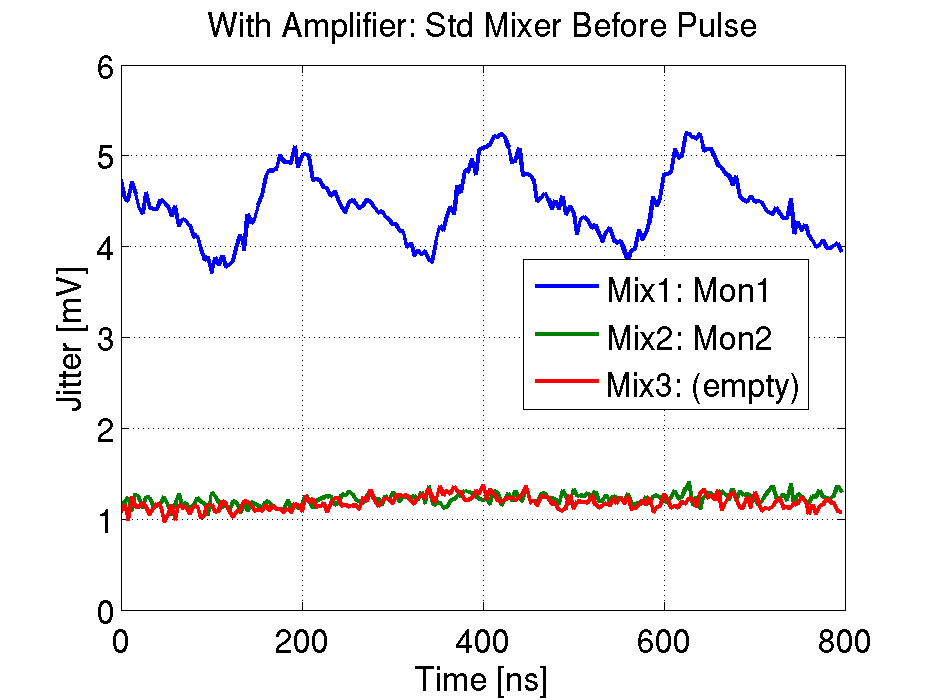 With Amplifier: Std Mixer Before Pulse
6
5
4
3
2
1
0
Jitter [mV]
Mix1: Mon1
Mix2: Mon2
Mix3: (empty)
0 200 400 600 800
Time [ns]